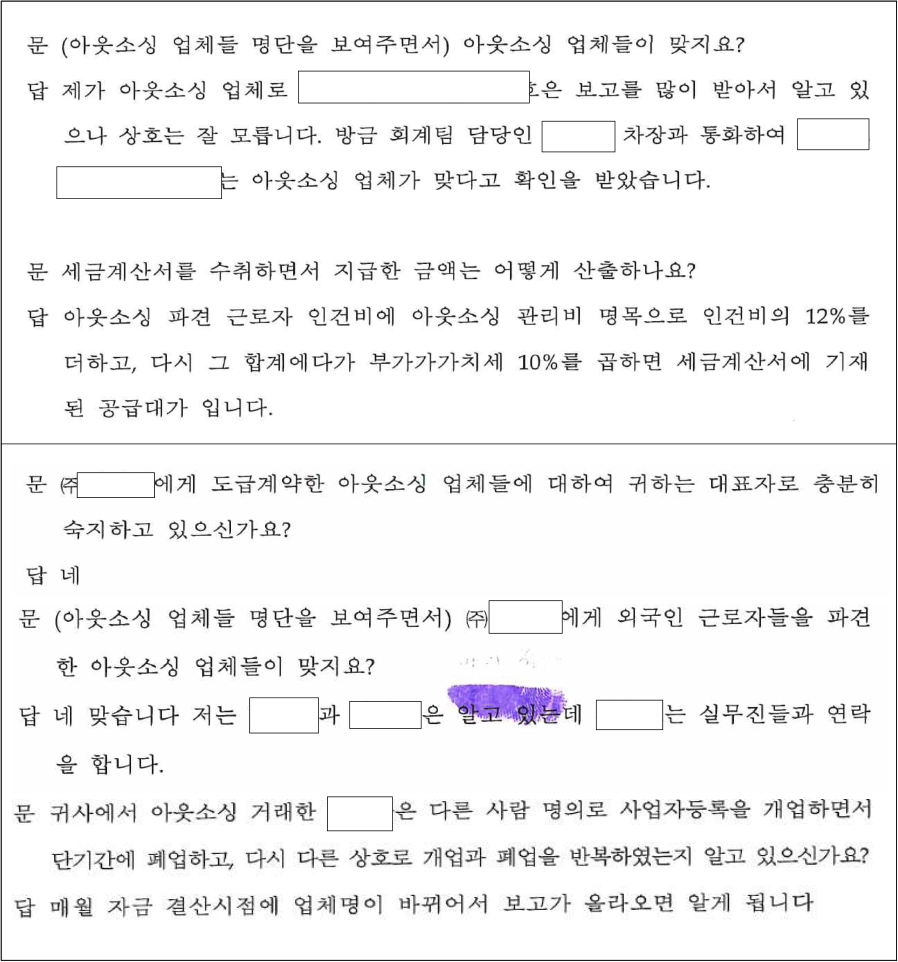 문 (아웃소싱 업체들 명단을 보여주면서) 아웃소싱 업체들이 맞지요?
답 제가 아웃소싱 업체로 은 보고를 많이 받아서 알고 있
으나 상호는 잘 모릅니다. 방금 회계팀 담당인 차장과 통화하여
는 아웃소싱 업체가 맞다고 확인을 받았습니다.
문 세금계산서를 수취하면서 지급한 금액는 어떻게 산출하나요?
답 아웃소싱 파견 근로자 인건비에 아웃소싱 관리비 명목으로 인건비의 12%를
더하고, 다시 그 합계에다가 부가가가치세 10%를 곱하면 세금계산서에 기재
된 공급대가 입니다.
문 ㈜에게 도급계약한 아웃소싱 업체들에 대하여 귀하는 대표자로 충분히
숙지하고 있으신가요?
답 네
문 (아웃소싱 업체들 명단을 보여주면서) ㈜에게 외국인 근로자들을 파견
한 아웃소싱 업체들이 맞지요?
답 네 맞습니다 저는 과 은 알고 있는데 는 실무진들과 연락
을 합니다.
문 귀사에서 아웃소싱 거래한 은 다른 사람 명의로 사업자등록을 개업하면서
단기간에 폐업하고, 다시 다른 상호로 개업과 폐업을 반복하였는지 알고 있으신가요?
답 매월 자금 결산시점에 업체명이 바뀌어서 보고가 올라오면 알게 됩니다